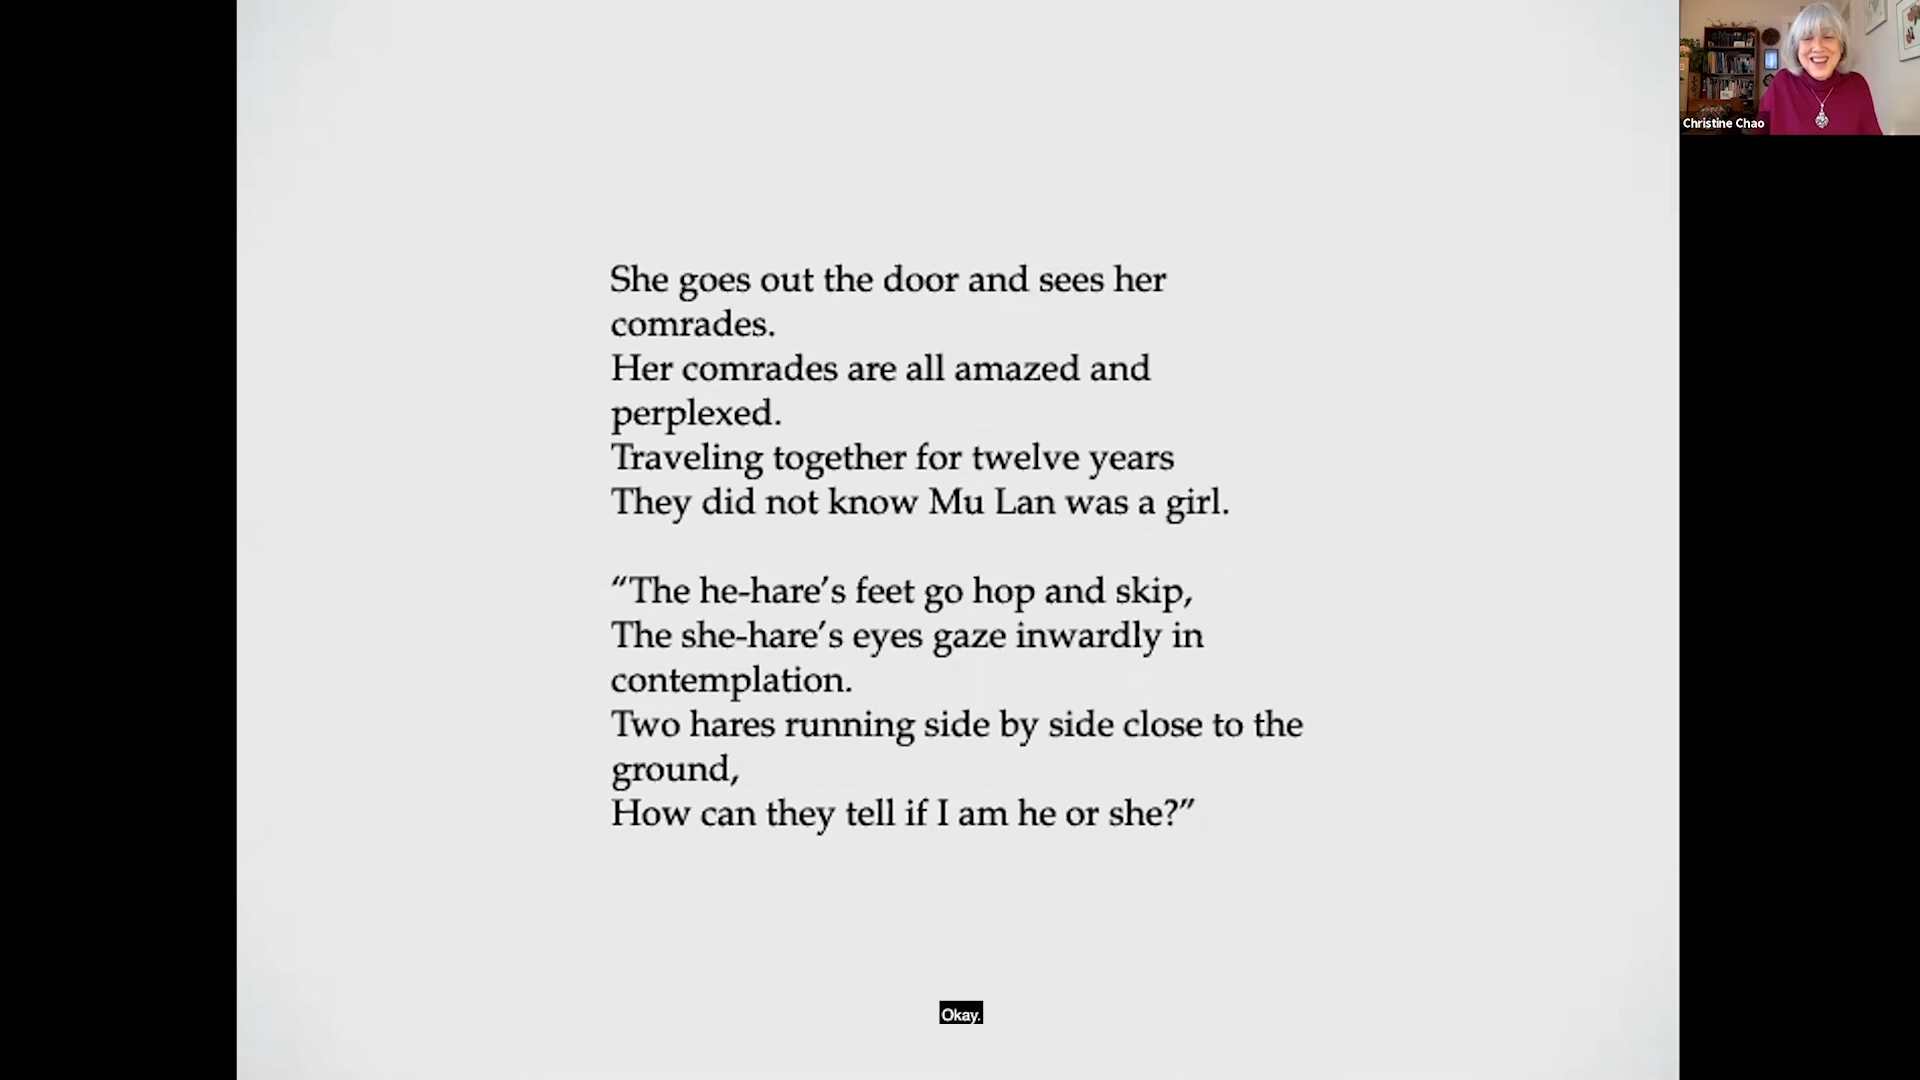 She goes out the door and sees her
comrades.
Her comrades are all amazed and
perplexed.
Traveling together for twelve years
They did not know Mu Lan was a girl.
“The he-hare’s feet go hop and skip,
The she-hare’s eyes gaze inwardly in
contemplation.
Two hares running side by side close to the
ground,
How can they tell if I am he or she?”
Christine Chao
Okay.